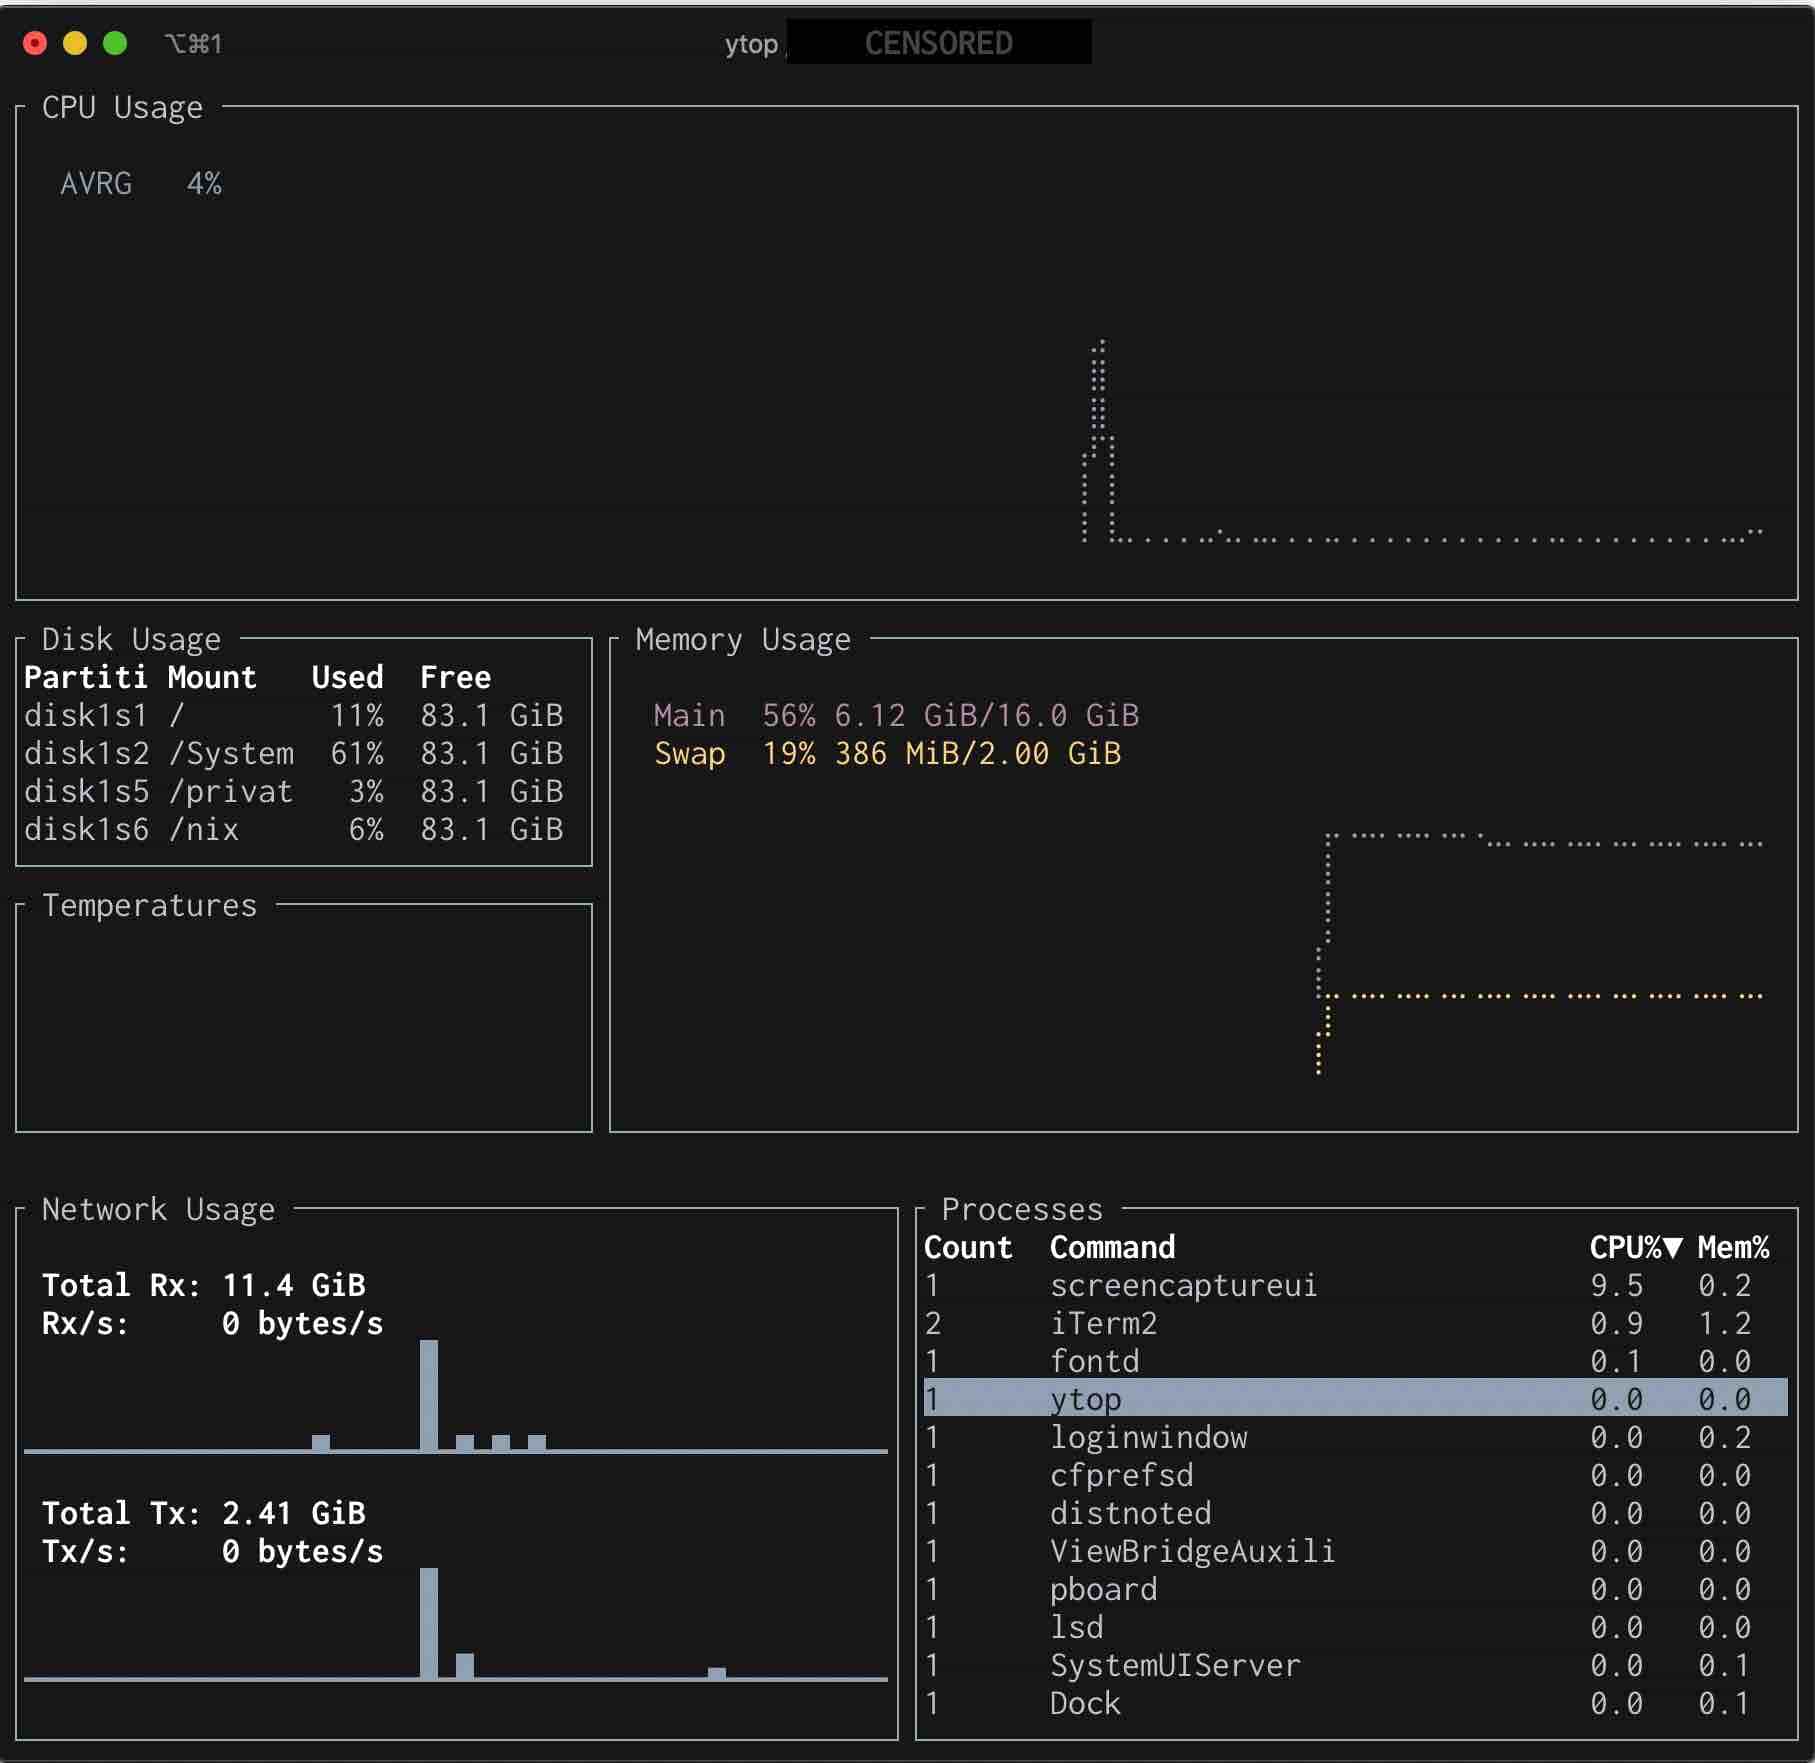 ⌥⌘1 ytop CENSORED
CPU Usage
AVRG 4%
Disk Usage
Partiti Mount Used Free
disk1s1 / 11% 83.1 GiB
disk1s2 /System 61% 83.1 GiB
disk1s5 /privat 3% 83.1 GiB
disk1s6 /nix 6% 83.1 GiB
Memory Usage
Main 56% 6.12 GiB/16.0 GiB
Swap 19% 386 MiB/2.00 GiB
Temperatures
Network Usage
Total Rx: 11.4 GiB
Rx/s: 0 bytes/s
Total Tx: 2.41 GiB
Tx/s: 0 bytes/s
Processes
Count Command CPU%▼ Mem%
1 screencaptureui 9.5 0.2
2 iTerm2 0.9 1.2
1 fontd 0.1 0.0
1 ytop 0.0 0.0
1 loginwindow 0.0 0.2
1 cfprefsd 0.0 0.0
1 distnoted 0.0 0.0
1 ViewBridgeAuxili 0.0 0.0
1 pboard 0.0 0.0
1 lsd 0.0 0.0
1 SystemUIServer 0.0 0.1
1 Dock 0.0 0.1